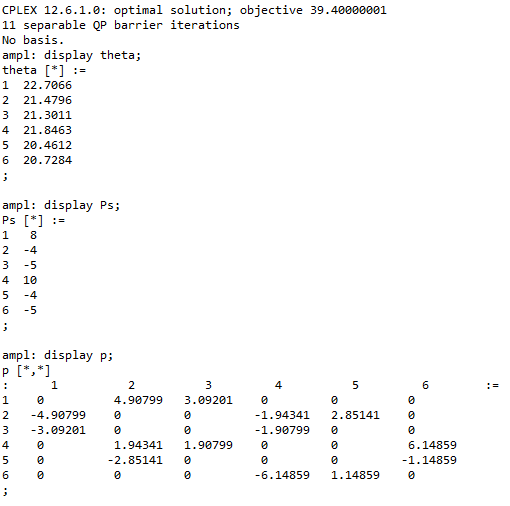 CPLEX 12.6.1.0: optimal solution; objective 39.40000001
11 separable QP barrier iterations
No basis.
ampl: display theta;
theta [*] :=
1  22.7066
2  21.4796
3  21.3011
4  21.8463
5  20.4612
6  20.7284
;
ampl: display Ps;
Ps [*] :=
1   8
2  -4
3  -5
4  10
5  -4
6  -5
;
ampl: display p;
p [*,*]
:      1          2          3         4          5          6        :=
1    0          4.90799   3.09201   0         0          0
2   -4.90799    0         0        -1.94341   2.85141    0
3   -3.09201    0         0        -1.90799   0          0
4    0          1.94341   1.90799   0         0          6.14859
5    0         -2.85141   0         0         0         -1.14859
6    0          0         0        -6.14859   1.14859    0
;